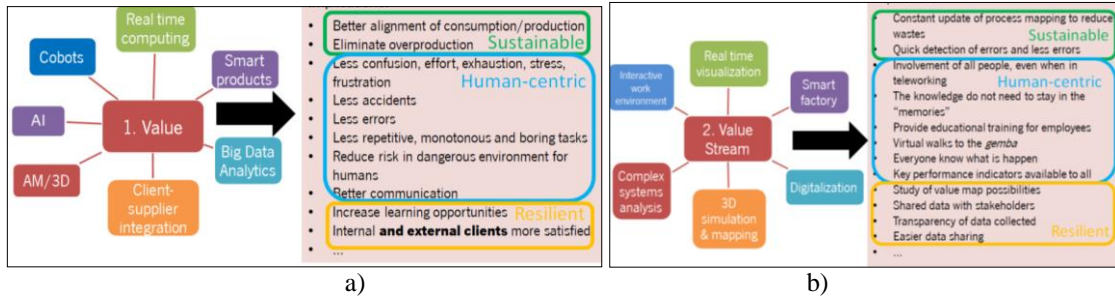 Real time
computing
Cobots
Smart
products
AI
1. Value
Big Data
Analytics
AM/3D
Client-
supplier
integration
• Better alignment of consumption/production
• Eliminate overproduction
Sustainable
• Less confusion, effort, exhaustion, stress,
frustration
Human-centric
• Less accidents
• Less errors
• Less repetitive, monotonous and boring tasks
• Reduce risk in dangerous environment for
humans
• Better communication
• Increase learning opportunities
Resilient
• Internal and external clients more satisfied
• ...
a)
Real time
visualization
Interactive
work
environment
Smart
factory
2. Value
Stream
Complex
systems
analysis
3D
simulation
& mapping
Digitalization
• Constant update of process mapping to reduce
wastes
Sustainable
• Quick detection of errors and less errors
• Involvement of all people, even when in
teleworking
Human-centric
• The knowledge do not need to stay in the
"memories"
• Provide educational training for employees
• Virtual walks to the gemba
• Everyone know what is happen
• Key performance indicators available to all
• Study of value map possibilities
• Shared data with stakeholders
• Transparency of data collected
• Easier data sharing
Resilient
• ...
b)